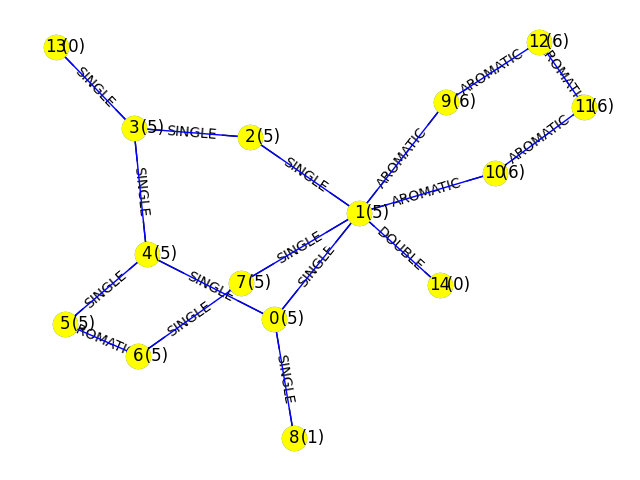 12(6)
13(0)
AROMATIC
SINGLE
9(6)
11(6)
3(5)
SINGLE
2(5)
AROMATIC
AROMATIC
SINGLE
10(6)
SINGLE
AROMATIC
1(5)
DOUBLE
4(5)
SINGLE
SINGLE
SINGLE
7(5)
14(0)
SINGLE
SINGLE
5(5)
0(5)
6(5)
SINGLE
8(1)